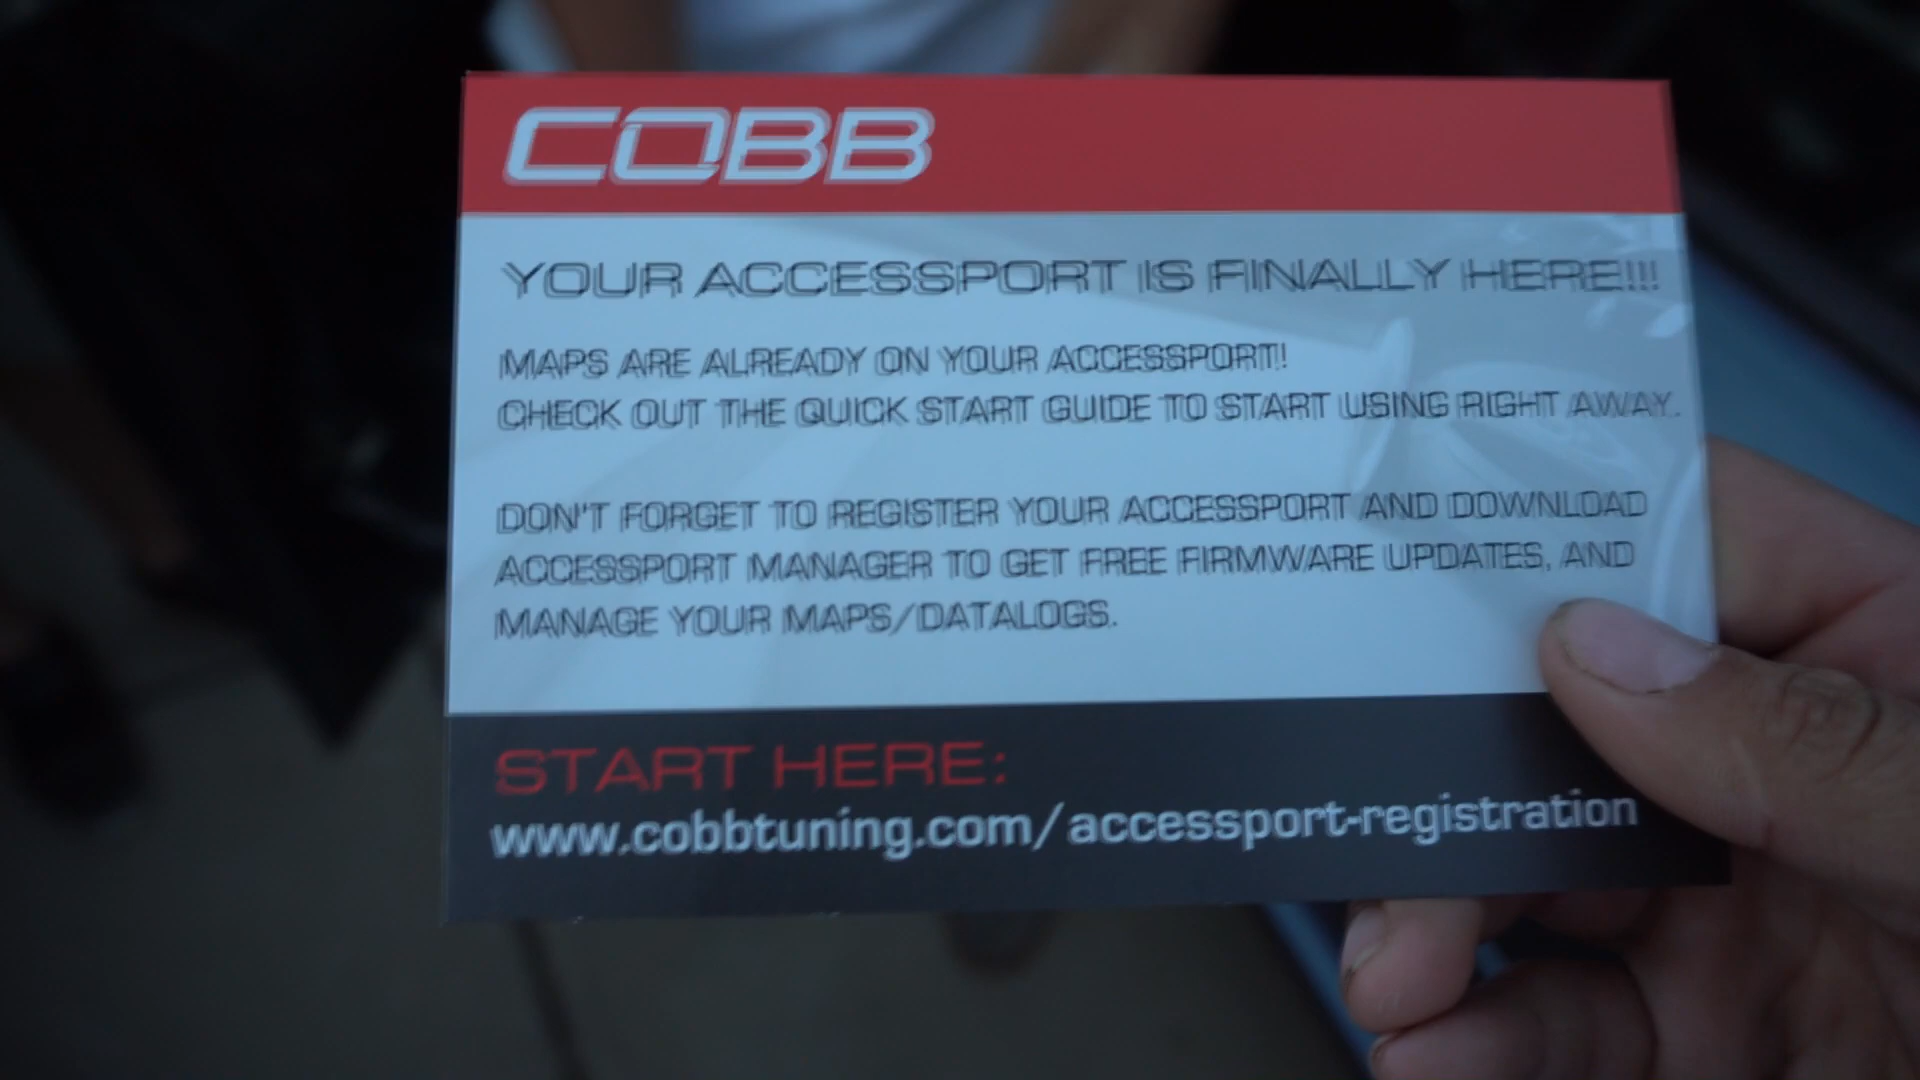 COBB
YOUR ACCESSPORT IS FINALLY HERE!!!
MAPS ARE ALREADY ON YOUR ACCESSPORT!
CHECK OUT THE QUICK START GUIDE TO START USING RIGHT AWAY.
DON'T FORGET TO REGISTER YOUR ACCESSPORT AND DOWNLOAD
ACCESSPORT MANAGER TO GET FREE FIRMWARE UPDATES, AND
MANAGE YOUR MAPS/DATALOGS.
START HERE:
www.cobbtuning.com/accessport-registration